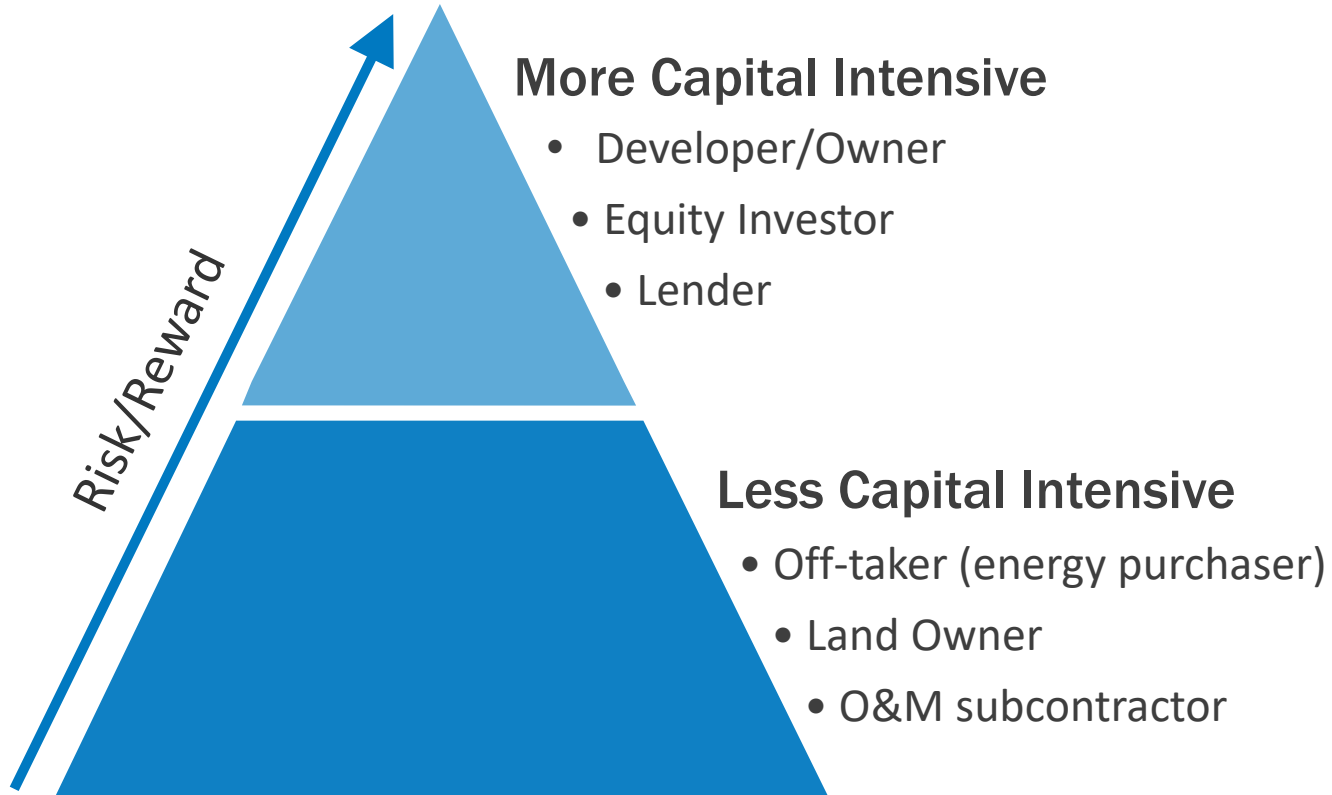 More Capital Intensive
• Developer/Owner
• Equity Investor
• Lender
Risk/Reward
Less Capital Intensive
• Off-taker (energy purchaser)
• Land Owner
• O&M subcontractor